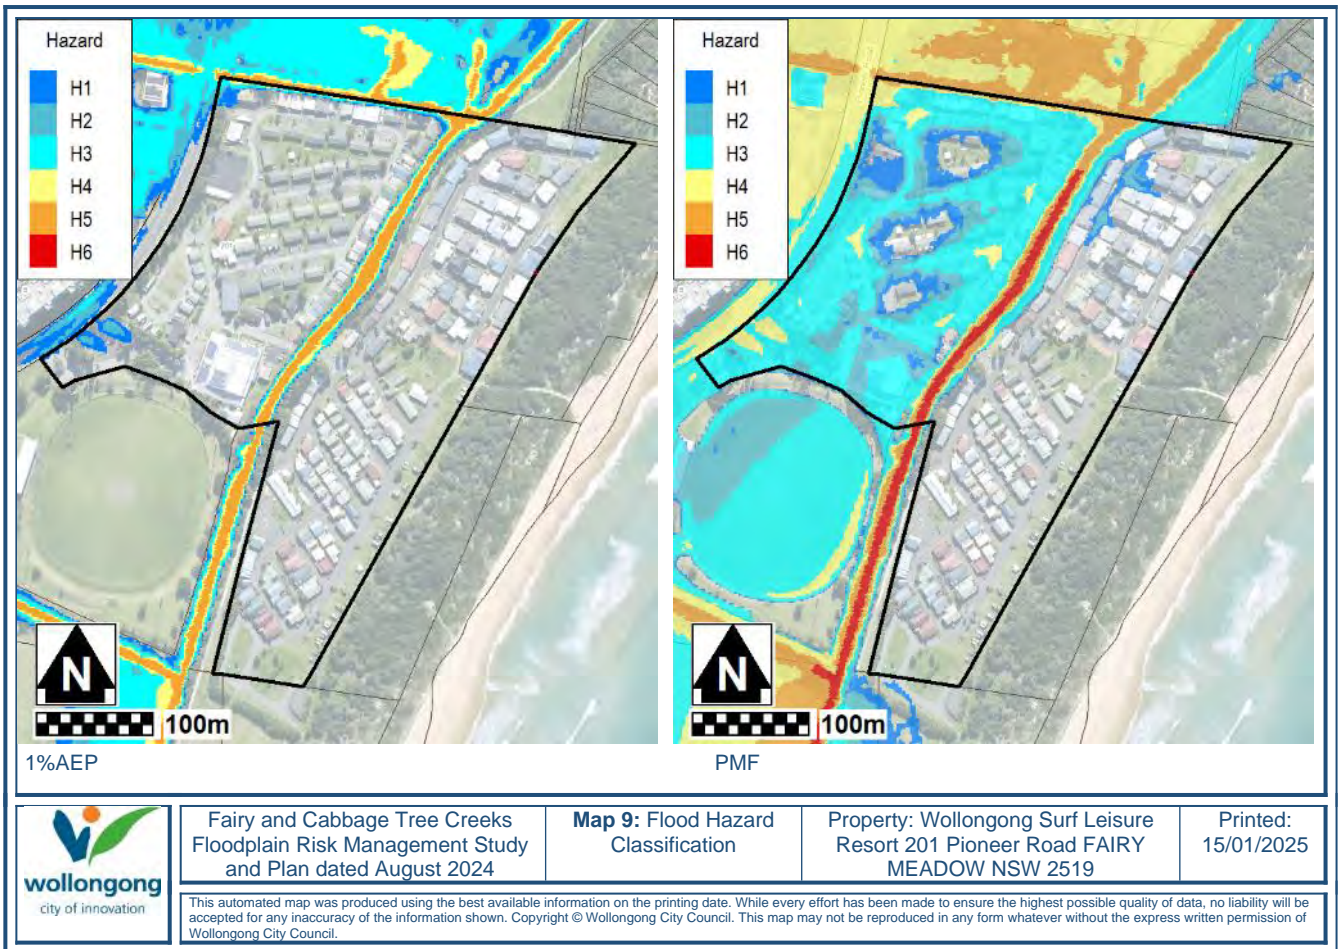 Hazard
H1
H2
H3
H4
H5
H6
N
100m
Hazard
H1
H2
H3
H4
H5
H6
N
100m
1%AEP
PMF
wollongong
city of innovation
Fairy and Cabbage Tree Creeks
Floodplain Risk Management Study
and Plan dated August 2024
Map 9: Flood Hazard
Classification
Property: Wollongong Surf Leisure
Resort 201 Pioneer Road FAIRY
MEADOW NSW 2519
Printed:
15/01/2025
This automated map was produced using the best available information on the printing date. While every effort has been made to ensure the highest possible quality of data, no liability will be
accepted for any inaccuracy of the information shown. Copyright © Wollongong City Council. This map may not be reproduced in any form whatever without the express written permission of
Wollongong City Council.